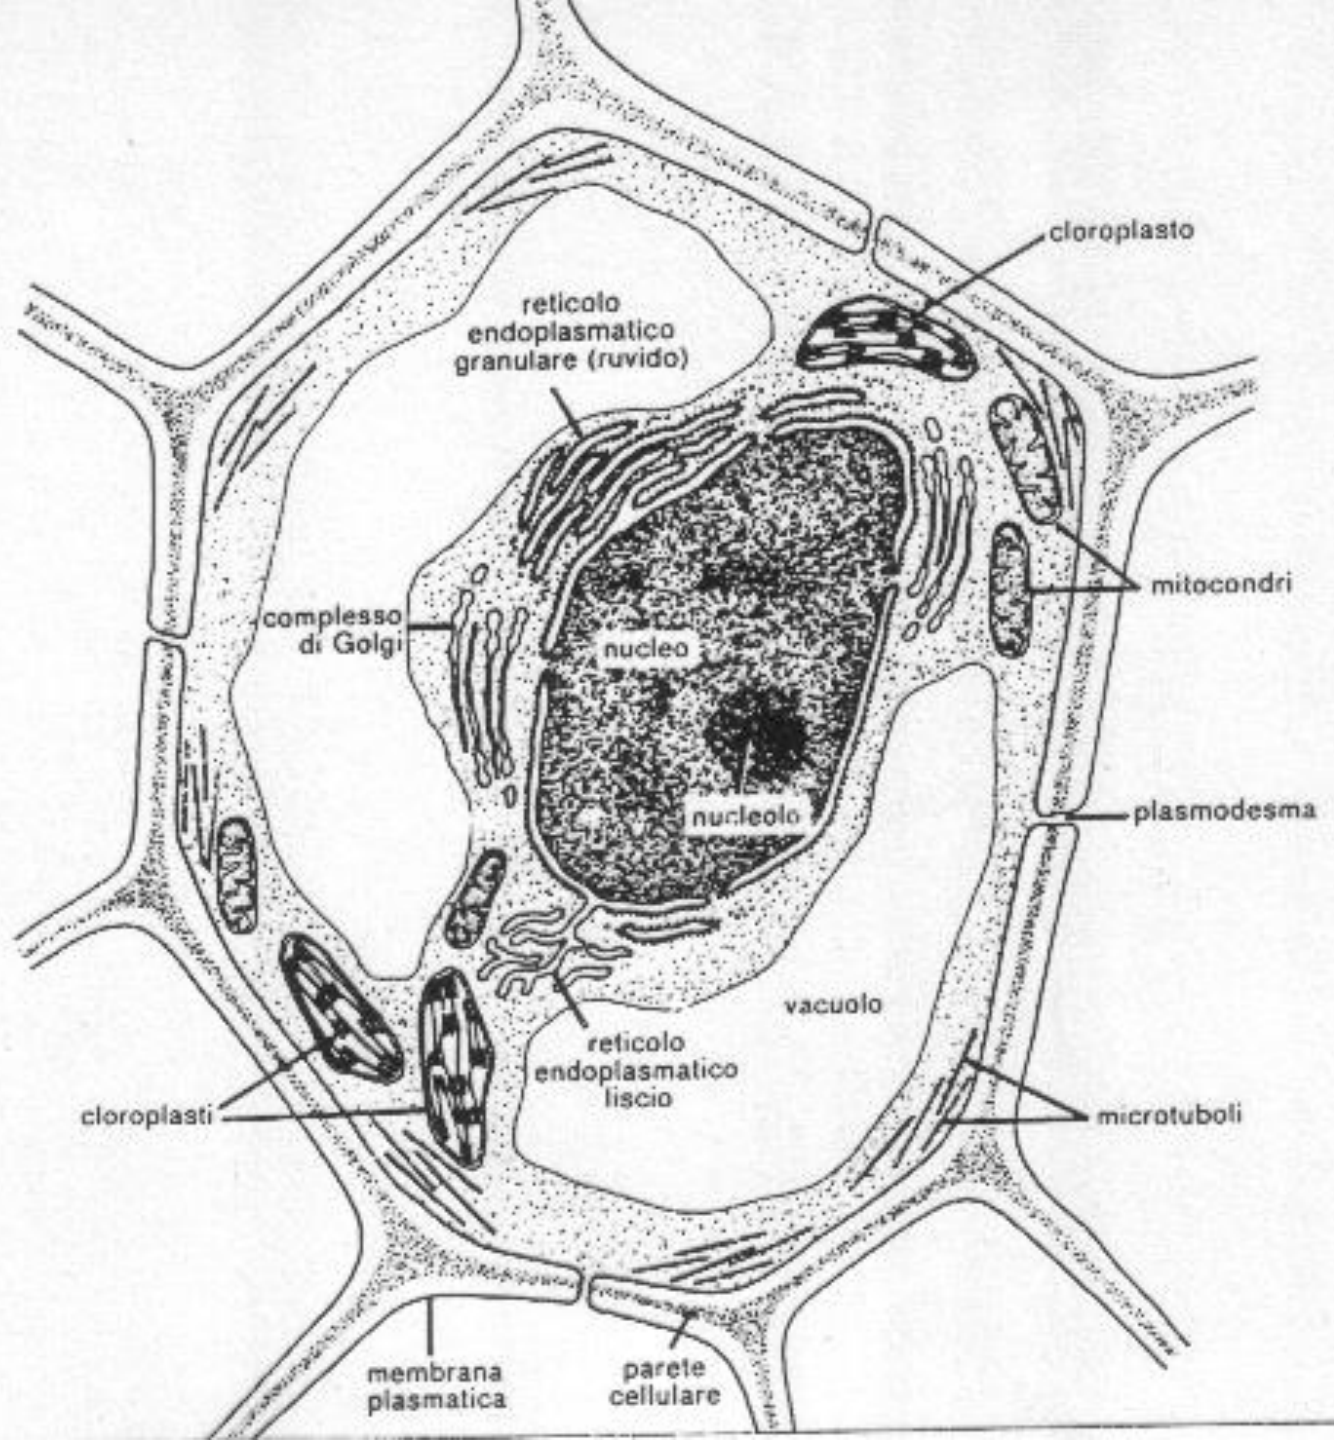 cloroplasto
reticolo
endoplasmatico
granulare (ruvido)
mitocondri
complesso
di Golgi
nucleo
nucleolo
plasmodesma
vacuolo
reticolo
endoplasmatico
liscio
cloroplasti
microtuboli
membrana
plasmatica
parete
cellulare